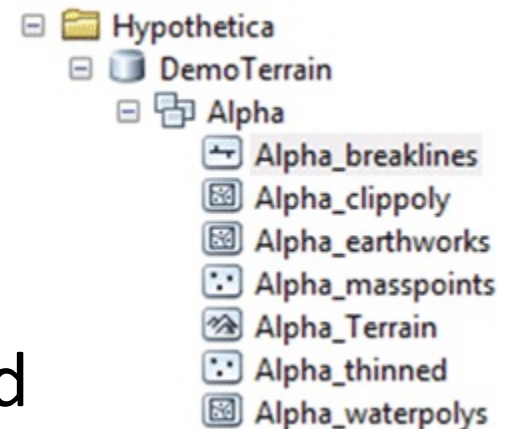 Hypothetica
DemoTerrain
Alpha
Alpha_breaklines
Alpha_clippoly
Alpha_earthworks
Alpha_masspoints
Alpha_Terrain
d
Alpha_thinned
Alpha_waterpolys